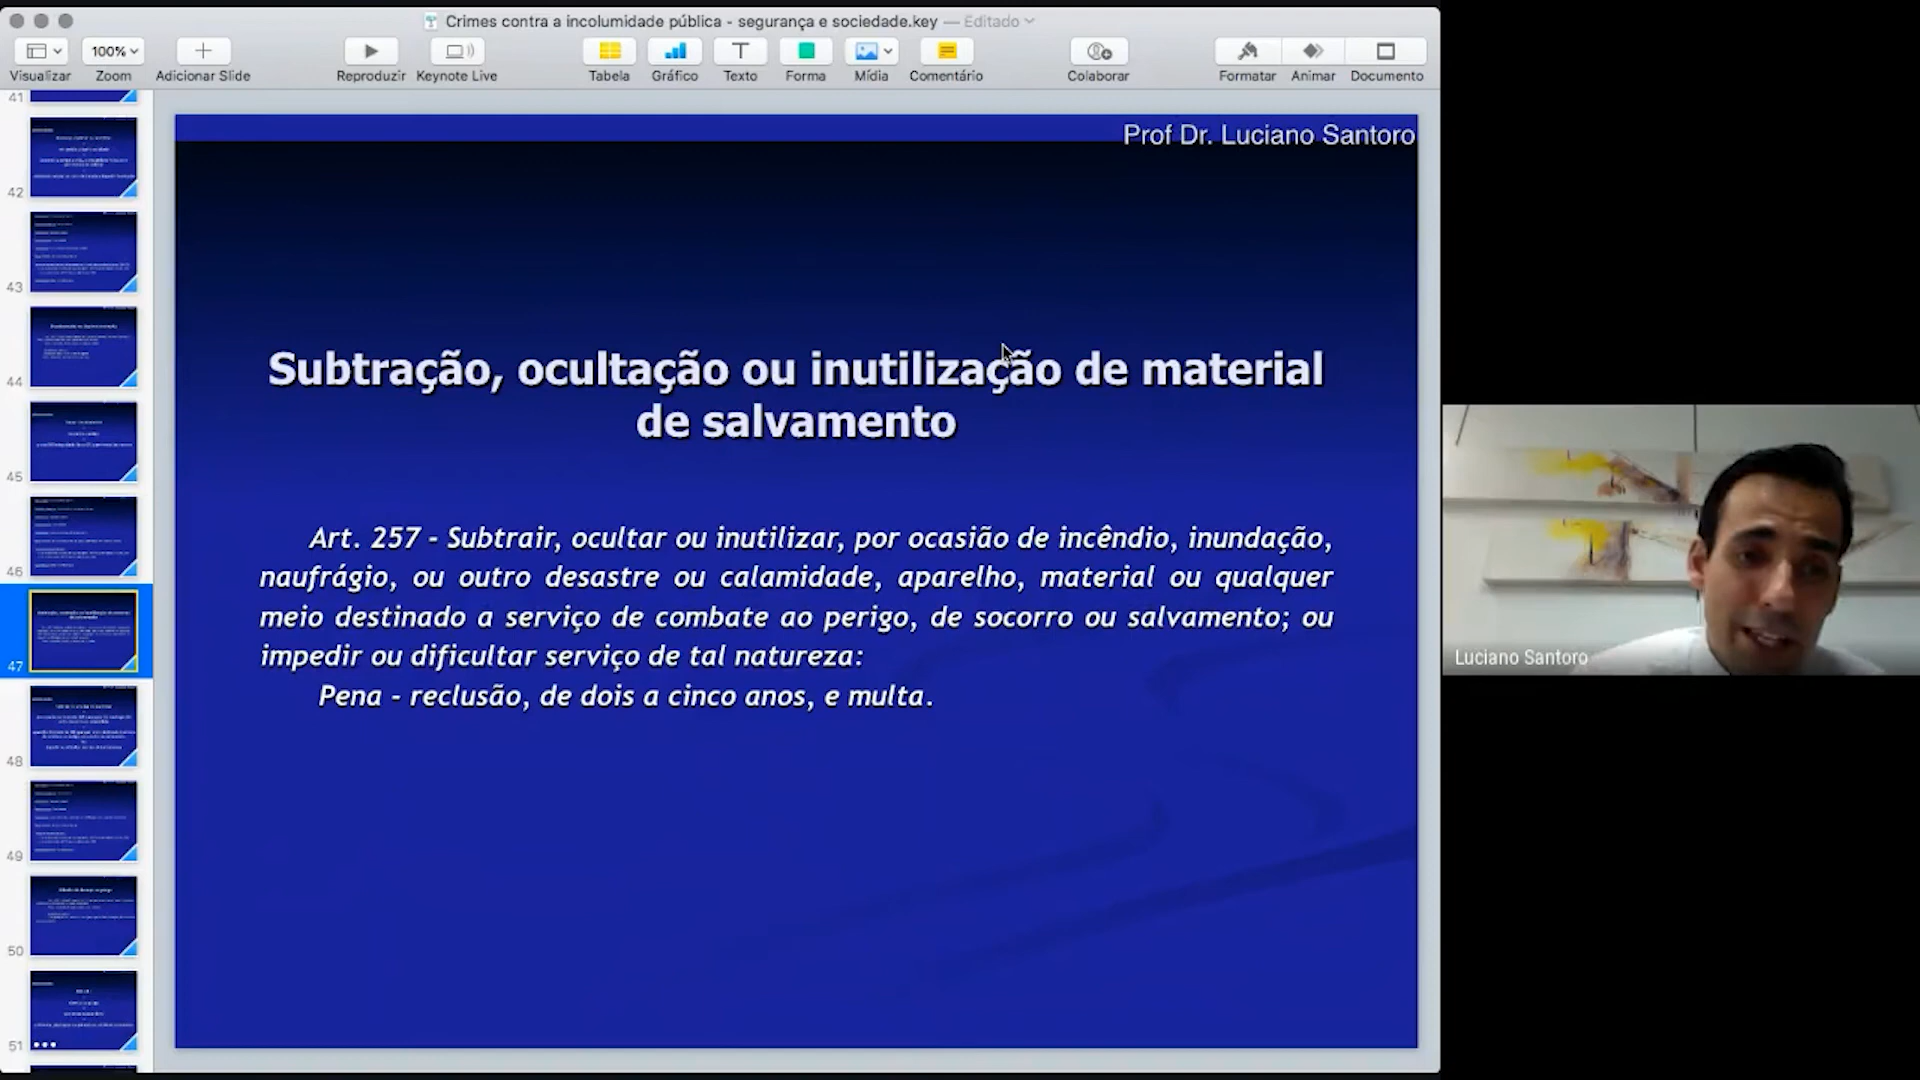 Crimes contra a incolumidade pública - segurança e sociedade.key — Editado
100%
Visualizar
Zoom
Adicionar Slide
Reproduzir
Keynote Live
Tabela
Gráfico
Texto
Forma
Mídia
Comentário
Colaborar
Formatar
Animar
Documento
41
42
43
44
45
46
47
48
49
50
51
Prof Dr. Luciano Santoro
Subtração, ocultação ou inutilização de material
de salvamento
Art. 257 - Subtrair, ocultar ou inutilizar, por ocasião de incêndio, inundação,
naufrágio, ou outro desastre ou calamidade, aparelho, material ou qualquer
meio destinado a serviço de combate ao perigo, de socorro ou salvamento; ou
impedir ou dificultar serviço de tal natureza:
Pena - reclusão, de dois a cinco anos, e multa.
Luciano Santoro